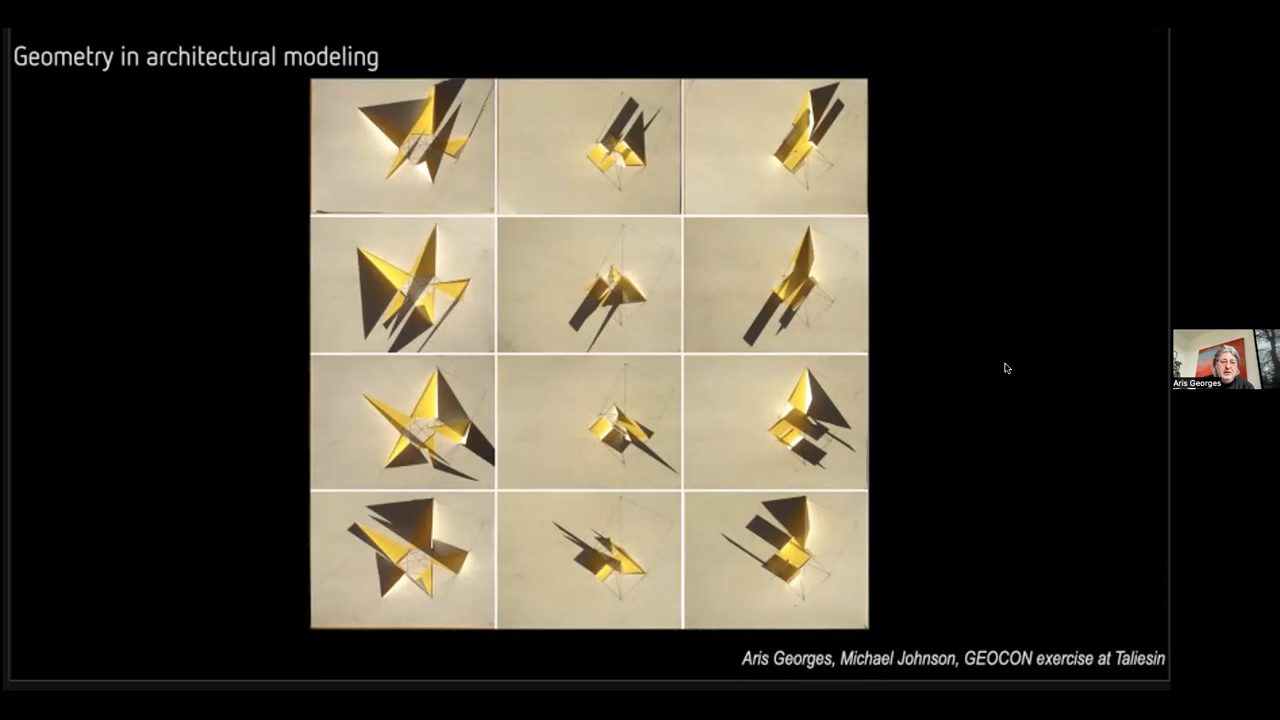 Geometry in architectural modeling
Aris Georges
Aris Georges, Michael Johnson, GEOCON exercise at Taliesin